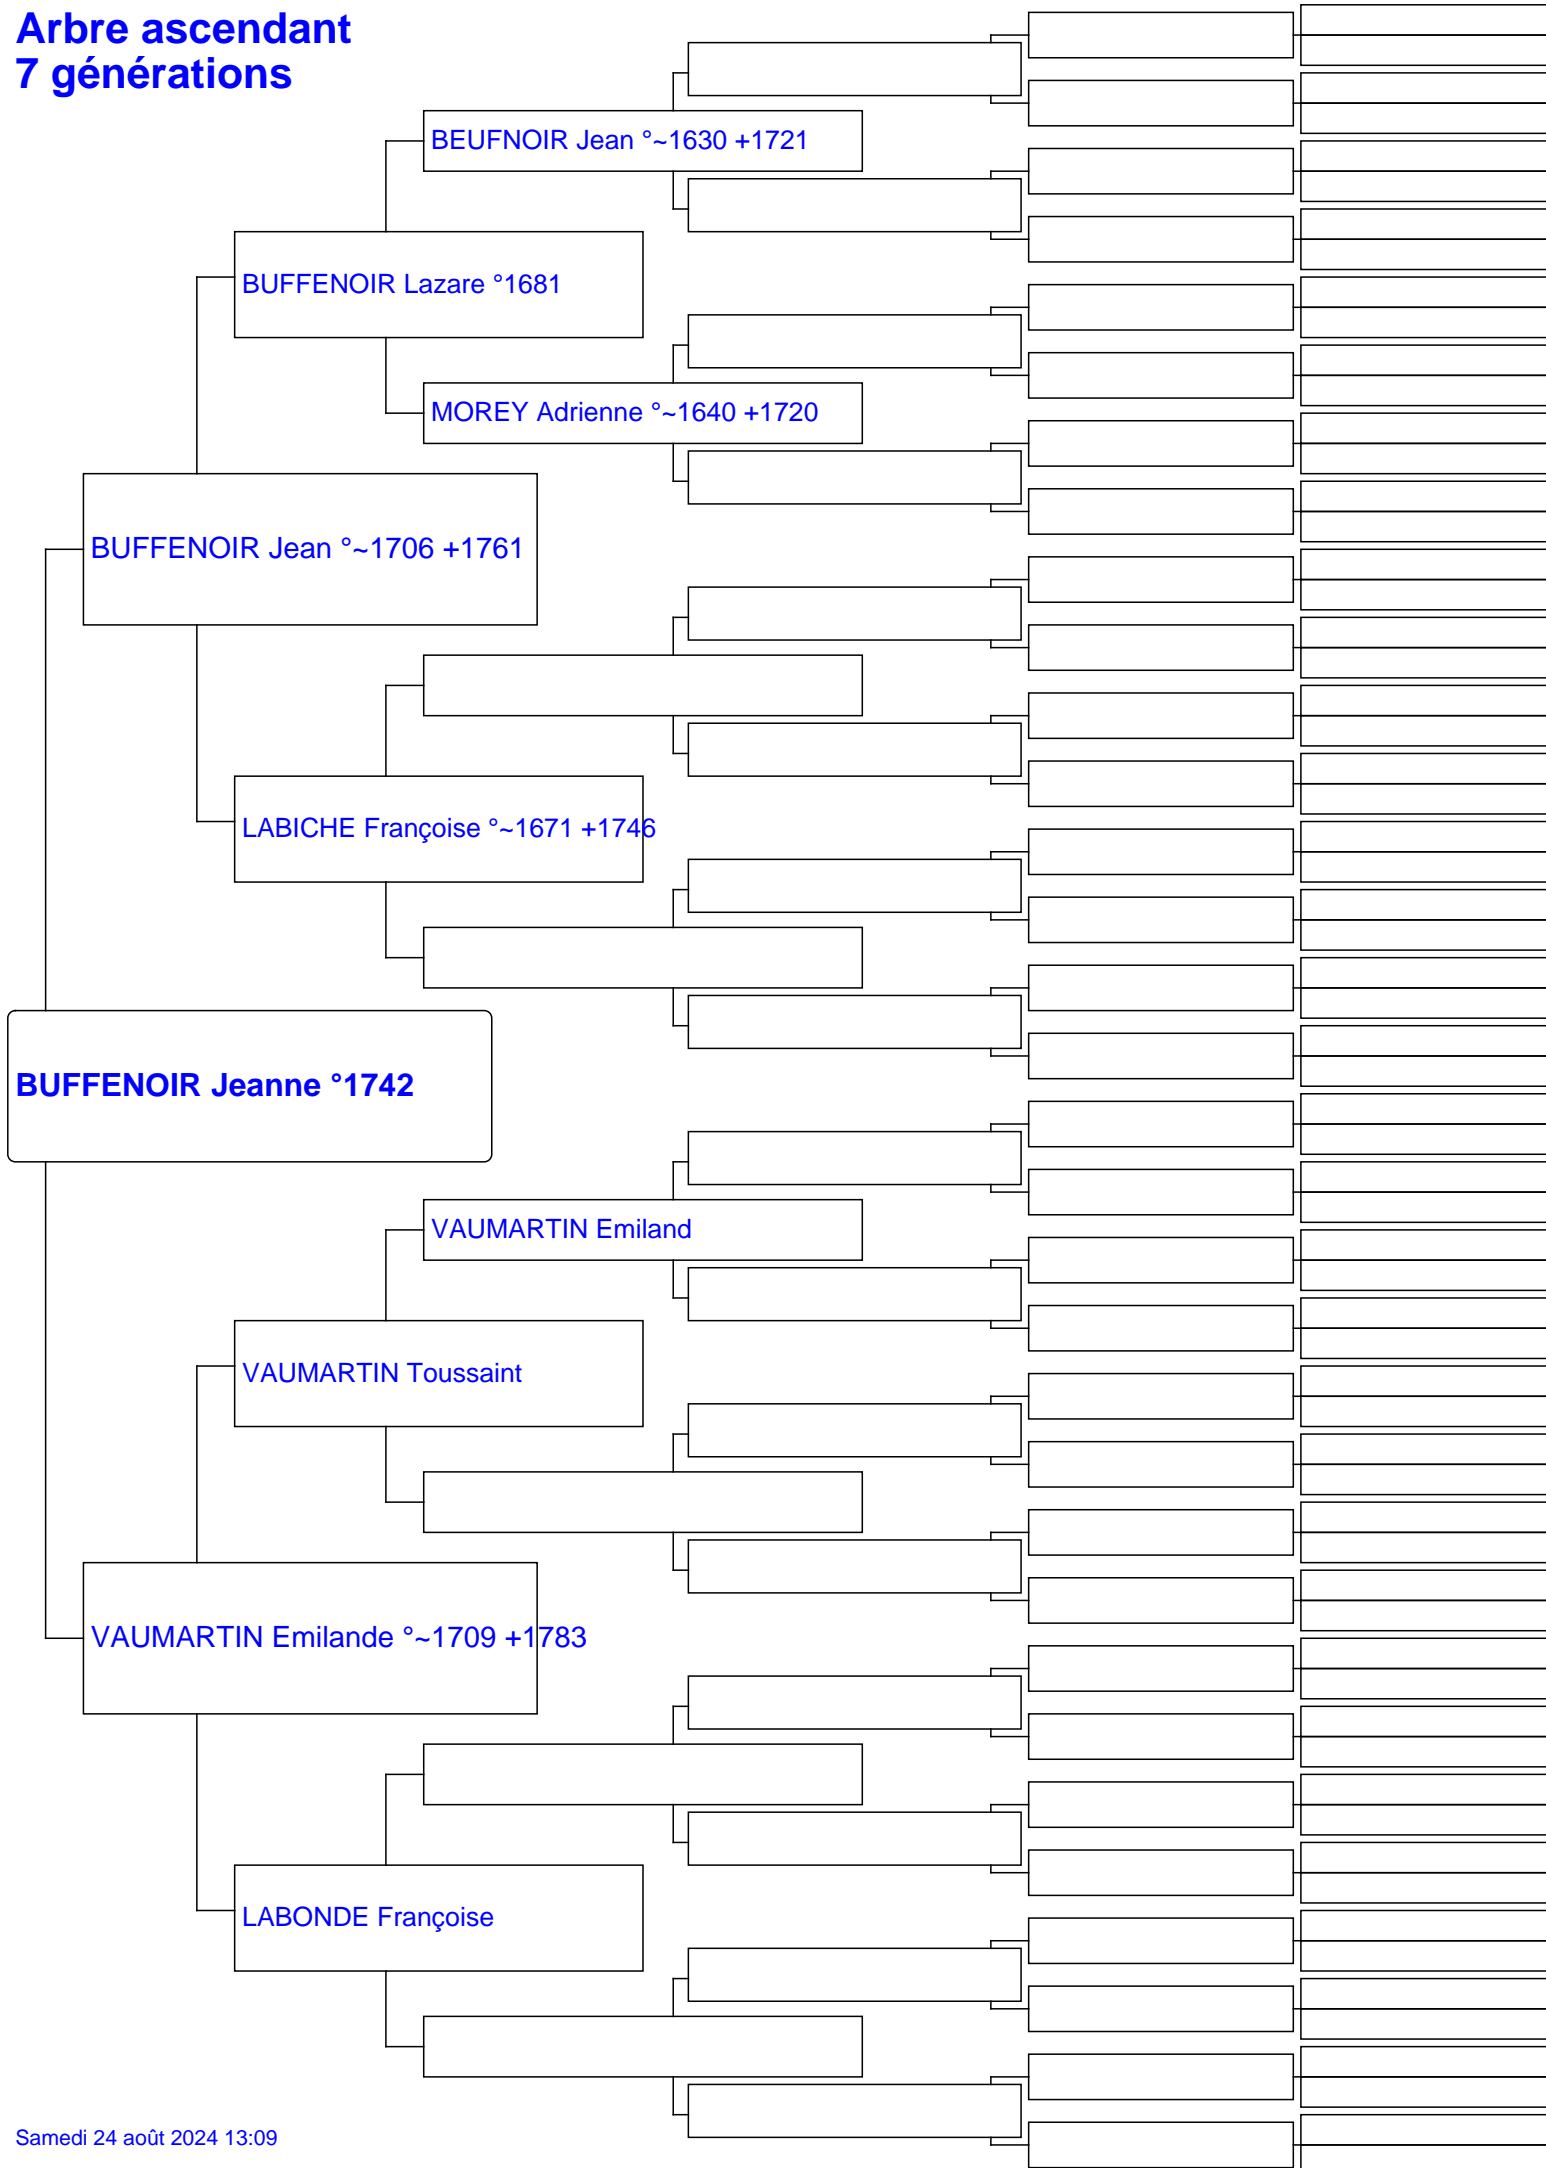 Arbre ascendant
7 générations
BEUFNOIR Jean °~1630 +1721
BUFFENOIR Lazare °1681
MOREY Adrienne °~1640 +1720
BUFFENOIR Jean °~1706 +1761
LABICHE Françoise °~1671 +1746
BUFFENOIR Jeanne °1742
VAUMARTIN Emiland
VAUMARTIN Toussaint
VAUMARTIN Emilande °~1709 +1783
LABONDE Françoise
Samedi 24 août 2024 13:09